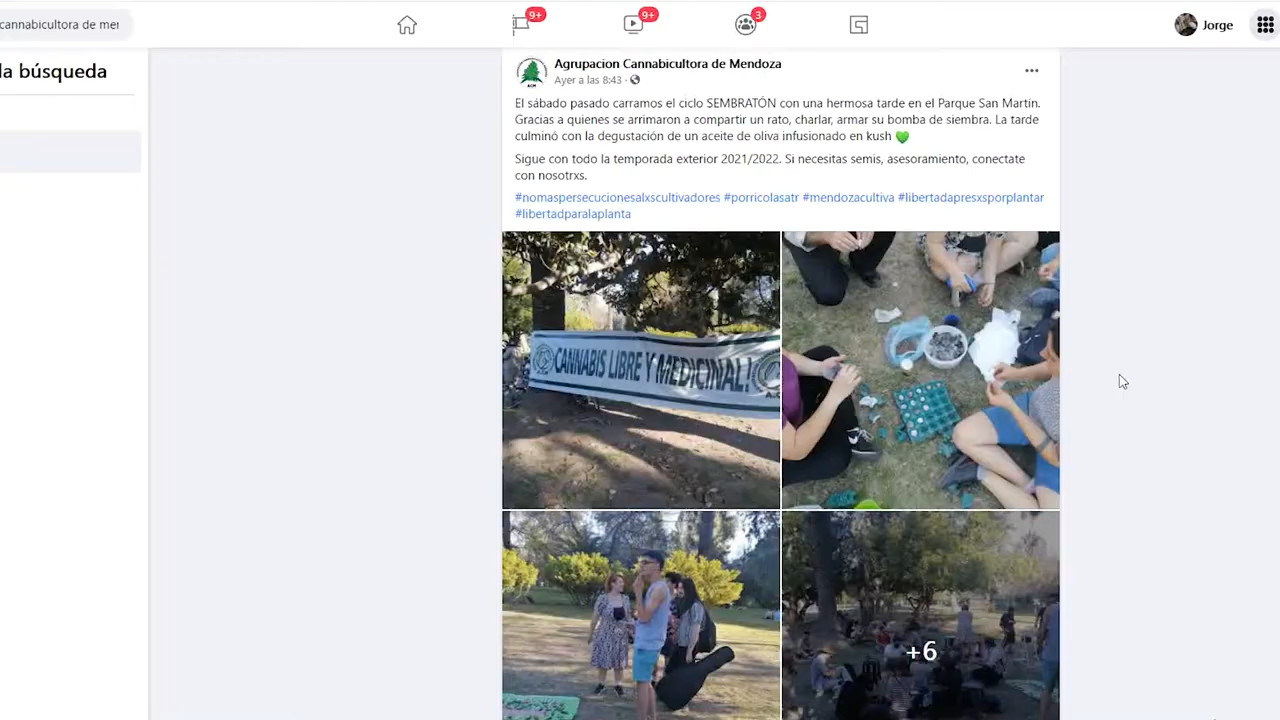 cannabicultora de mer
9+
9+
3
Jorge
la búsqueda
Agrupacion Cannabicultora de Mendoza
Ayer a las 8:43 ·
El sábado pasado carramos el ciclo SEMBRATÓN con una hermosa tarde en el Parque San Martín.
Gracias a quienes se arrimaron a compartir un rato, charlar, armar su bomba de siembra. La tarde
culminó con la degustación de un aceite de oliva infusionado en kush
Sigue con todo la temporada exterior 2021/2022. Si necesitas semis, asesoramiento, conectate
con nosotrxs.
#nomaspersecucionesalxscultivadores #porricolasatr #mendozacultiva #libertadapresxsporplantar
#libertadparalaplanta
CANNABIS LIBRE Y MEDICINAL!
+6